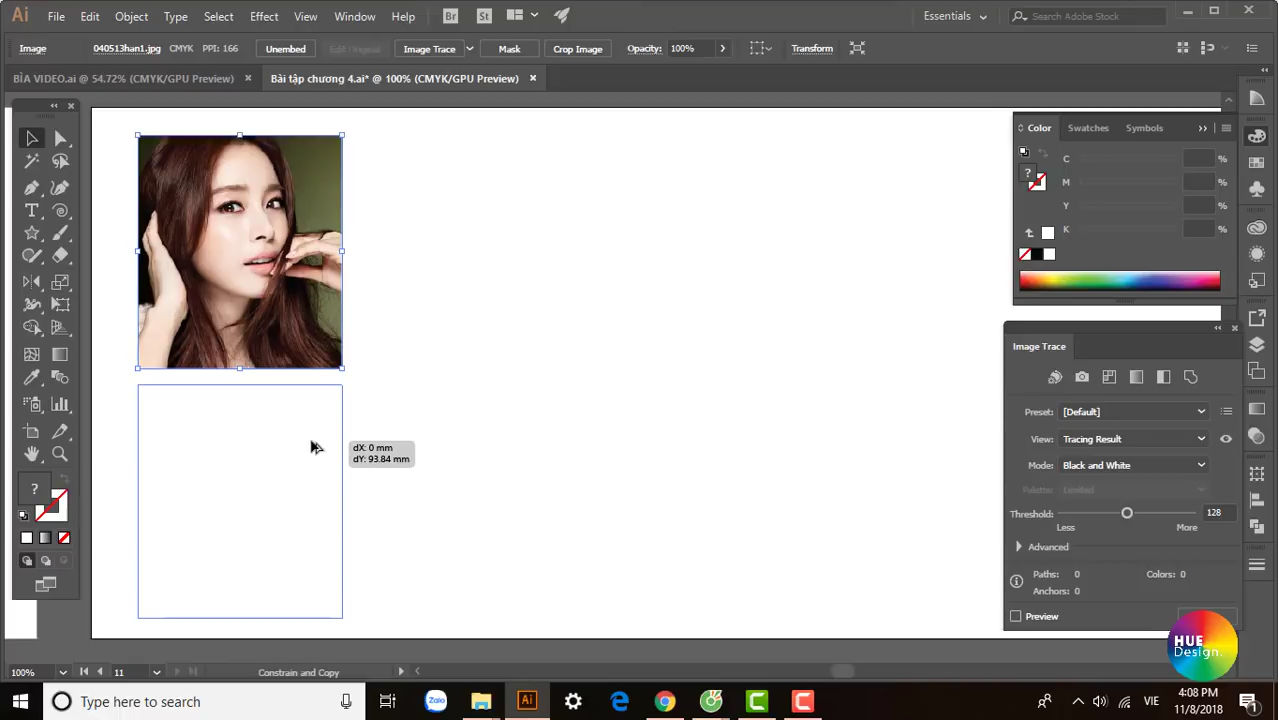 Ai File Edit Object Type Select Effect View Window Help Br St Essentials Search Adobe Stock
Image 040513han1.jpg CMYK PPI: 166 Unembed Edit Original Image Trace Mask Crop Image Opacity: 100% Transform
BÌA VIDEO.ai @ 54.72% (CMYK/GPU Preview) Bài tập chương 4.ai* @ 100% (CMYK/GPU Preview)
Color Swatches Symbols
C %
? M %
Y %
K %
Image Trace
Preset: [Default]
View: Tracing Result
Mode: Black and White
Palette: Limited
Threshold: 128
Less More
Advanced
Paths: 0 Colors: 0
Anchors: 0
Preview
dX: 0 mm
dY: 93.84 mm
?
HUE
Design.
100% 11 Constrain and Copy
Type here to search Zalo Ai VIE 4:08 PM
11/8/2018 1